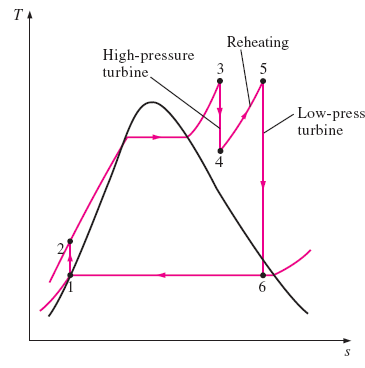 T
Reheating
High-pressure
turbine
3
5
Low-press
turbine
4
2
1
6
s